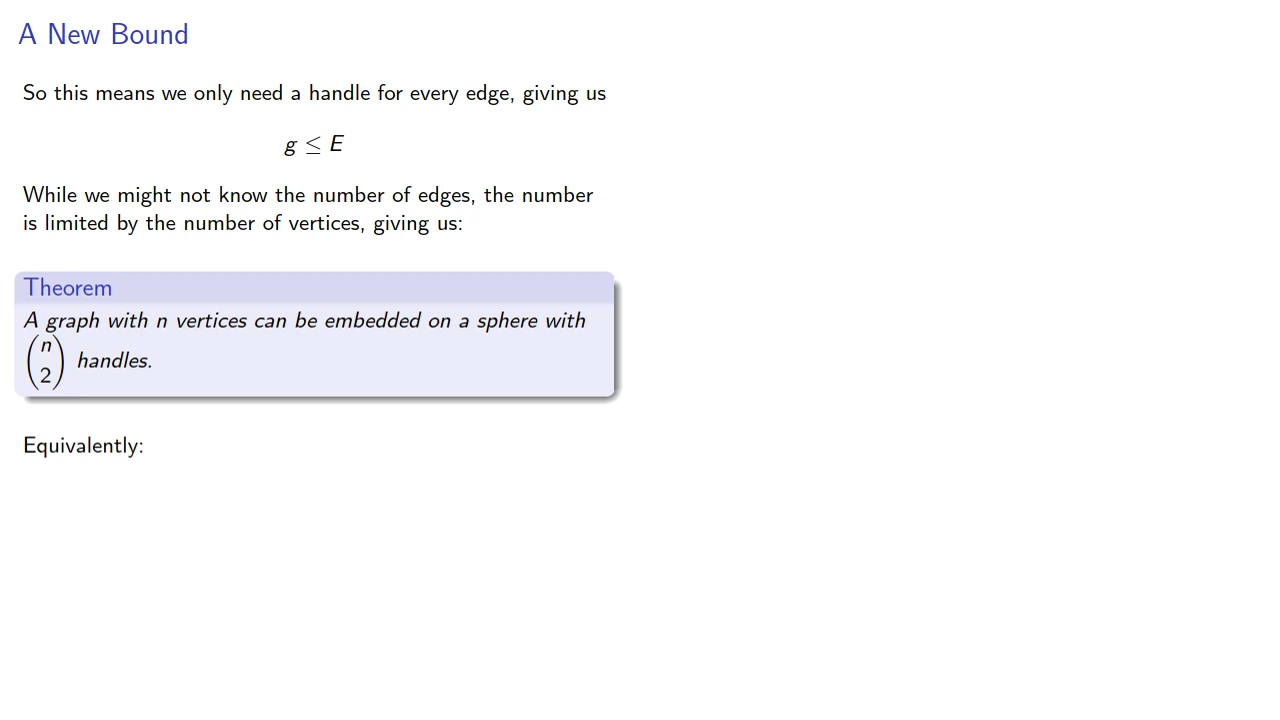 A New Bound
So this means we only need a handle for every edge, giving us
g ≤ E
While we might not know the number of edges, the number
is limited by the number of vertices, giving us:
Theorem
A graph with n vertices can be embedded on a sphere with
(n 2) handles.
Equivalently: